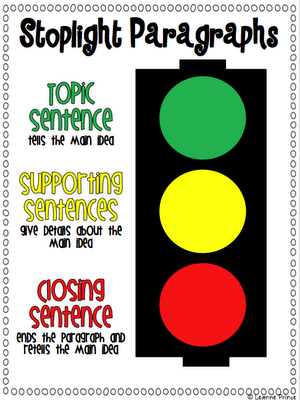 Stoplight Paragraphs
Topic
Sentence
tells the Main idea
Supporting
Sentences
give details about the
Main idea
Closing
Sentence
ends the Paragraph and
retells the Main idea
© Leanne Prince